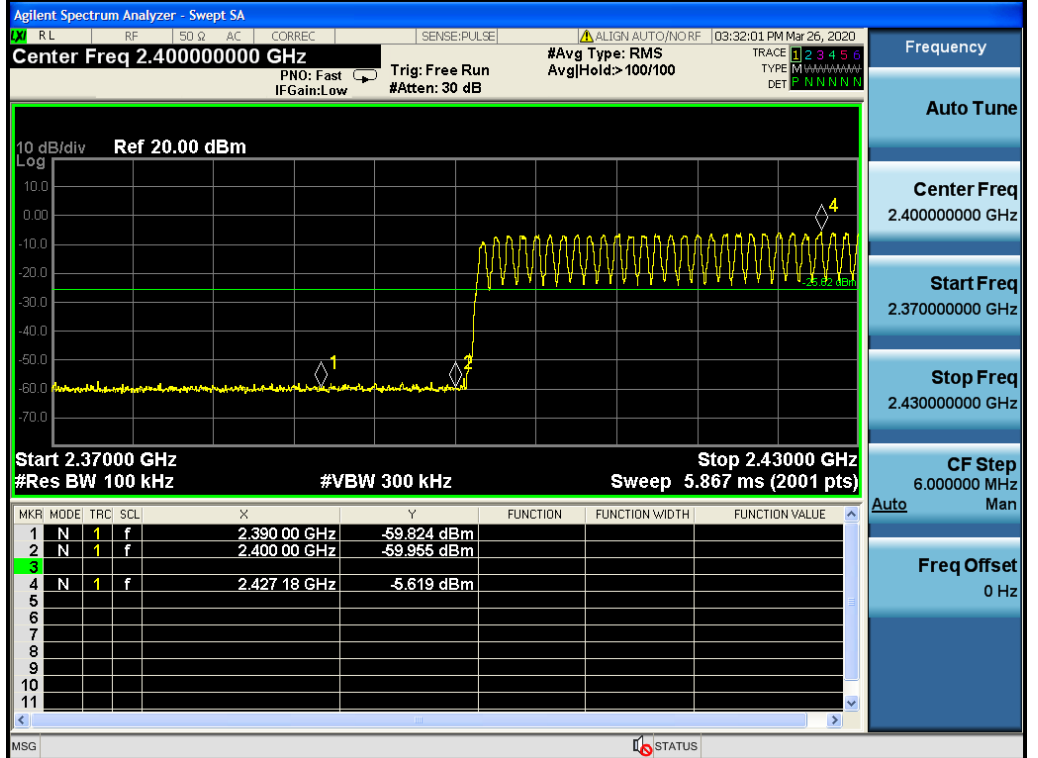 Agilent Spectrum Analyzer - Swept SA
LXI RL RF 50 Ω AC CORREC SENSE:PULSE ALIGN AUTO/NO RF 03:32:01 PM Mar 26, 2020
Center Freq 2.400000000 GHz
PNO: Fast
IFGain:Low
Trig: Free Run
#Atten: 30 dB
#Avg Type: RMS
Avg|Hold:> 100/100
TRACE 1 2 3 4 5 6
TYPE M WWWWW
DET P N N N N N
10 dB/div Ref 20.00 dBm
Log
10.0
0.00
-10.0
-20.0
-30.0
-40.0
-50.0
-60.0
-70.0
1
2
4
-25.62 dBm
Start 2.37000 GHz Stop 2.43000 GHz
#Res BW 100 kHz #VBW 300 kHz Sweep 5.867 ms (2001 pts)
MKR MODE TRC SCL X Y FUNCTION FUNCTION WIDTH FUNCTION VALUE
1 N 1 f 2.390 00 GHz -59.824 dBm
2 N 1 f 2.400 00 GHz -59.955 dBm
3
4 N 1 f 2.427 18 GHz -5.619 dBm
5
6
7
8
9
10
11
MSG STATUS
Frequency
Auto Tune
Center Freq
2.400000000 GHz
Start Freq
2.370000000 GHz
Stop Freq
2.430000000 GHz
CF Step
6.000000 MHz
Auto Man
Freq Offset
0 Hz